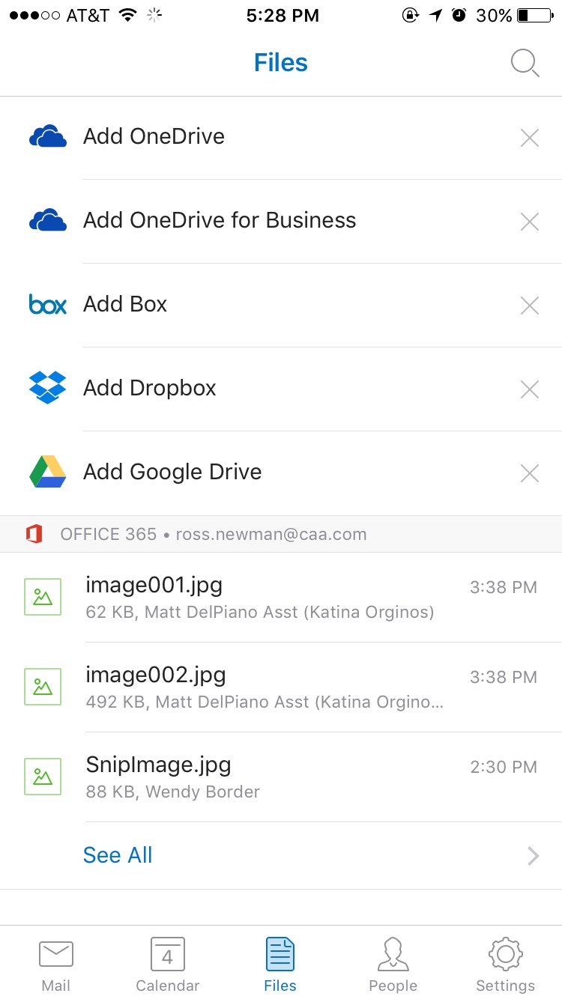 ●●●○○ AT&T 5:28 PM 30%
Files
Add OneDrive
Add OneDrive for Business
box Add Box
Add Dropbox
Add Google Drive
OFFICE 365 • ross.newman@caa.com
image001.jpg 3:38 PM
62 KB, Matt DelPiano Asst (Katina Orginos)
image002.jpg 3:38 PM
492 KB, Matt DelPiano Asst (Katina Orgino...
SnipImage.jpg 2:30 PM
88 KB, Wendy Border
See All
4
Mail Calendar Files People Settings